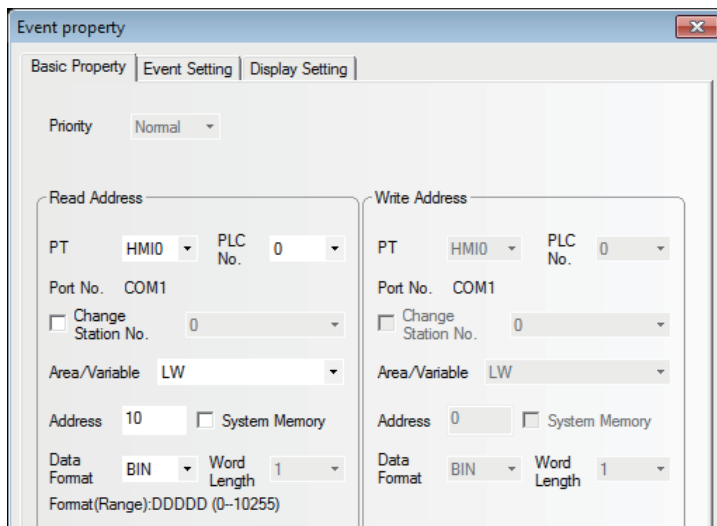 Event property
Basic Property Event Setting Display Setting
Priority Normal
Read Address
PT HMI0 PLC No. 0
Port No. COM1
Change Station No. 0
Area/Variable LW
Address 10 System Memory
Data Format BIN Word Length 1
Format(Range):DDDDD (0--10255)
Write Address
PT HMI0 PLC No. 0
Port No. COM1
Change Station No. 0
Area/Variable LW
Address 0 System Memory
Data Format BIN Word Length 1